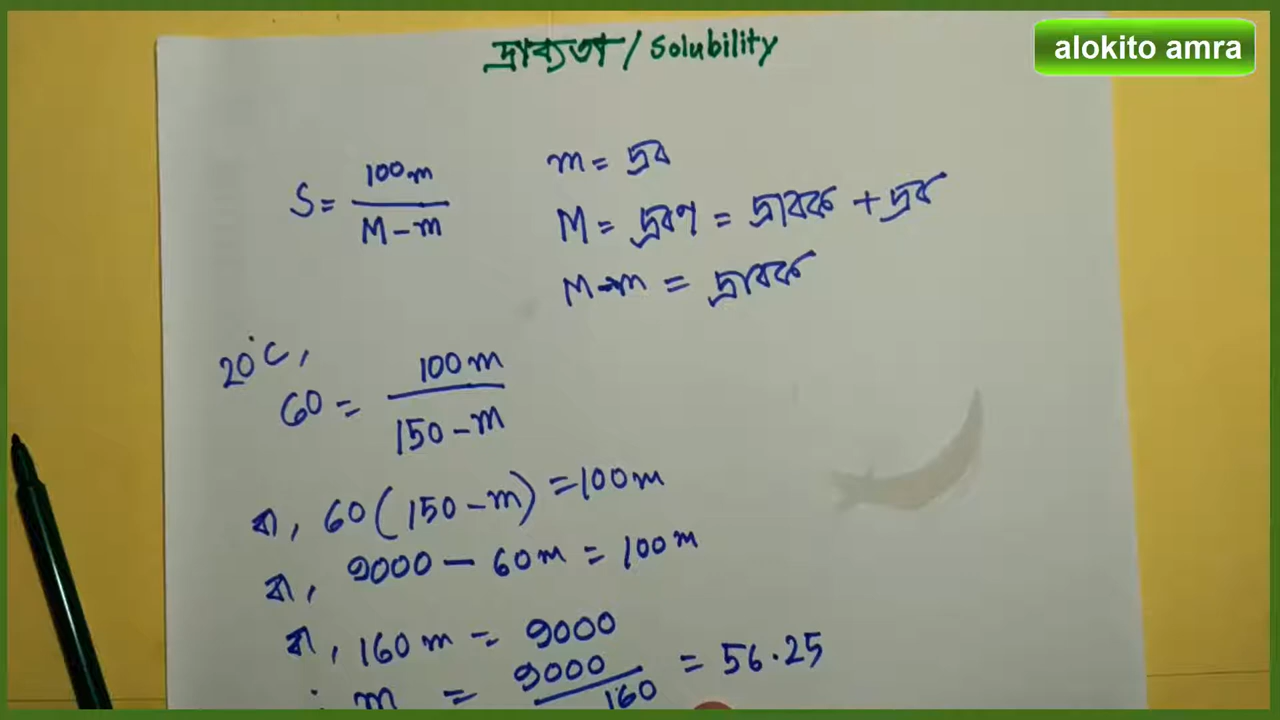 alokito amra
দ্রাব্যতা / Solubility
S = 100m / M - m
m = দ্রব
M = দ্রবণ = দ্রাবক + দ্রব
M - m = দ্রাবক
20°C,
60 = 100m / 150 - m
বা, 60 (150 - m) = 100m
বা, 9000 - 60m = 100m
বা, 160m = 9000
∴ m = 9000 / 160 = 56.25